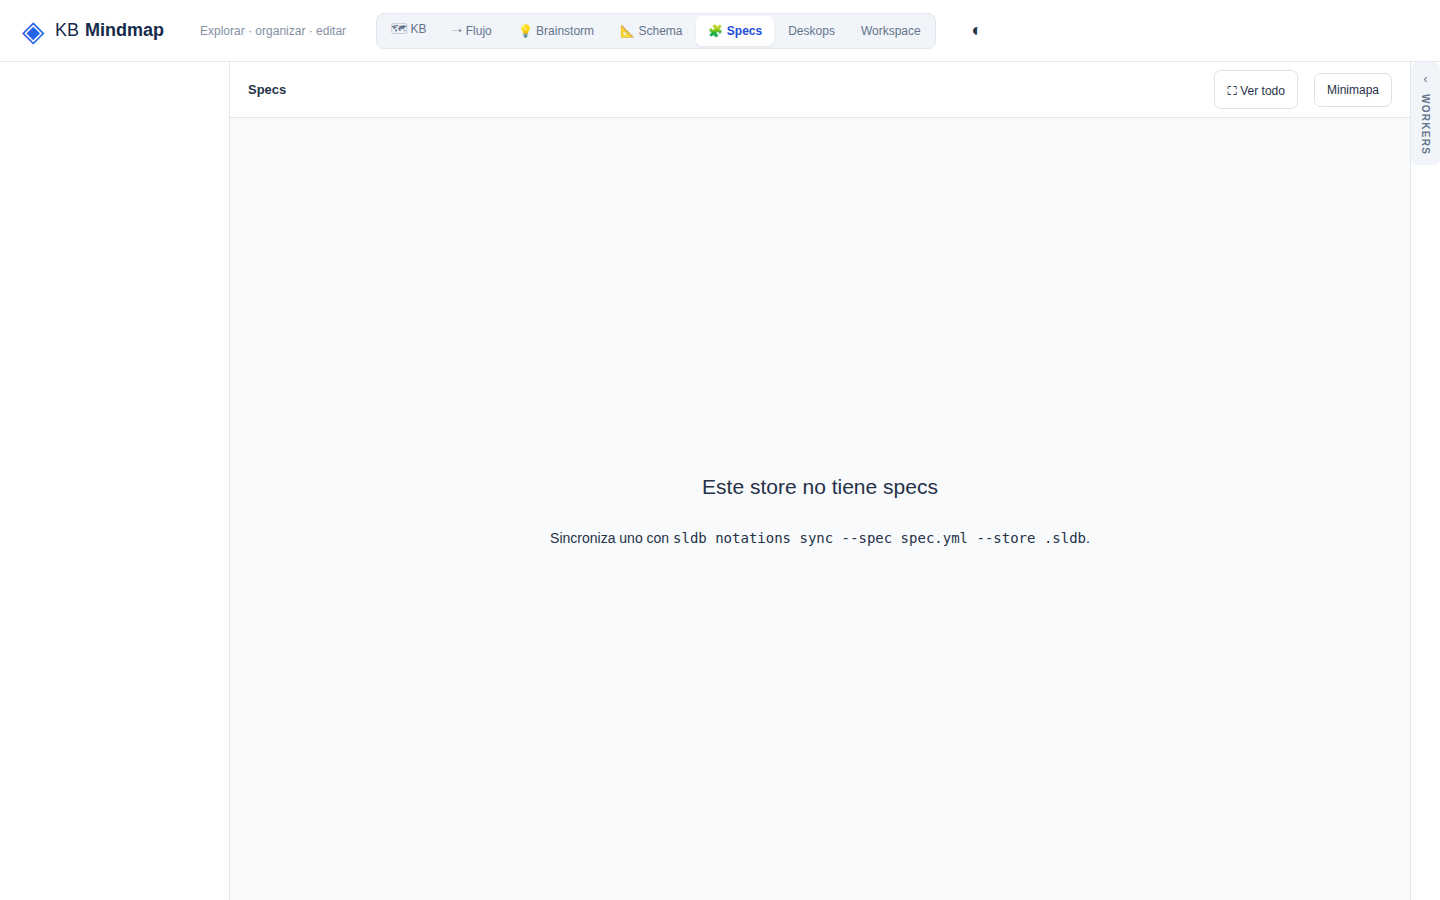 KB Mindmap
Explorar · organizar · editar
KB
→ Flujo
Brainstorm
Schema
Specs
Deskops
Workspace
Specs
Ver todo
Minimapa
‹
WORKERS
Este store no tiene specs
Sincroniza uno con sldb notations sync --spec spec.yml --store .sldb.